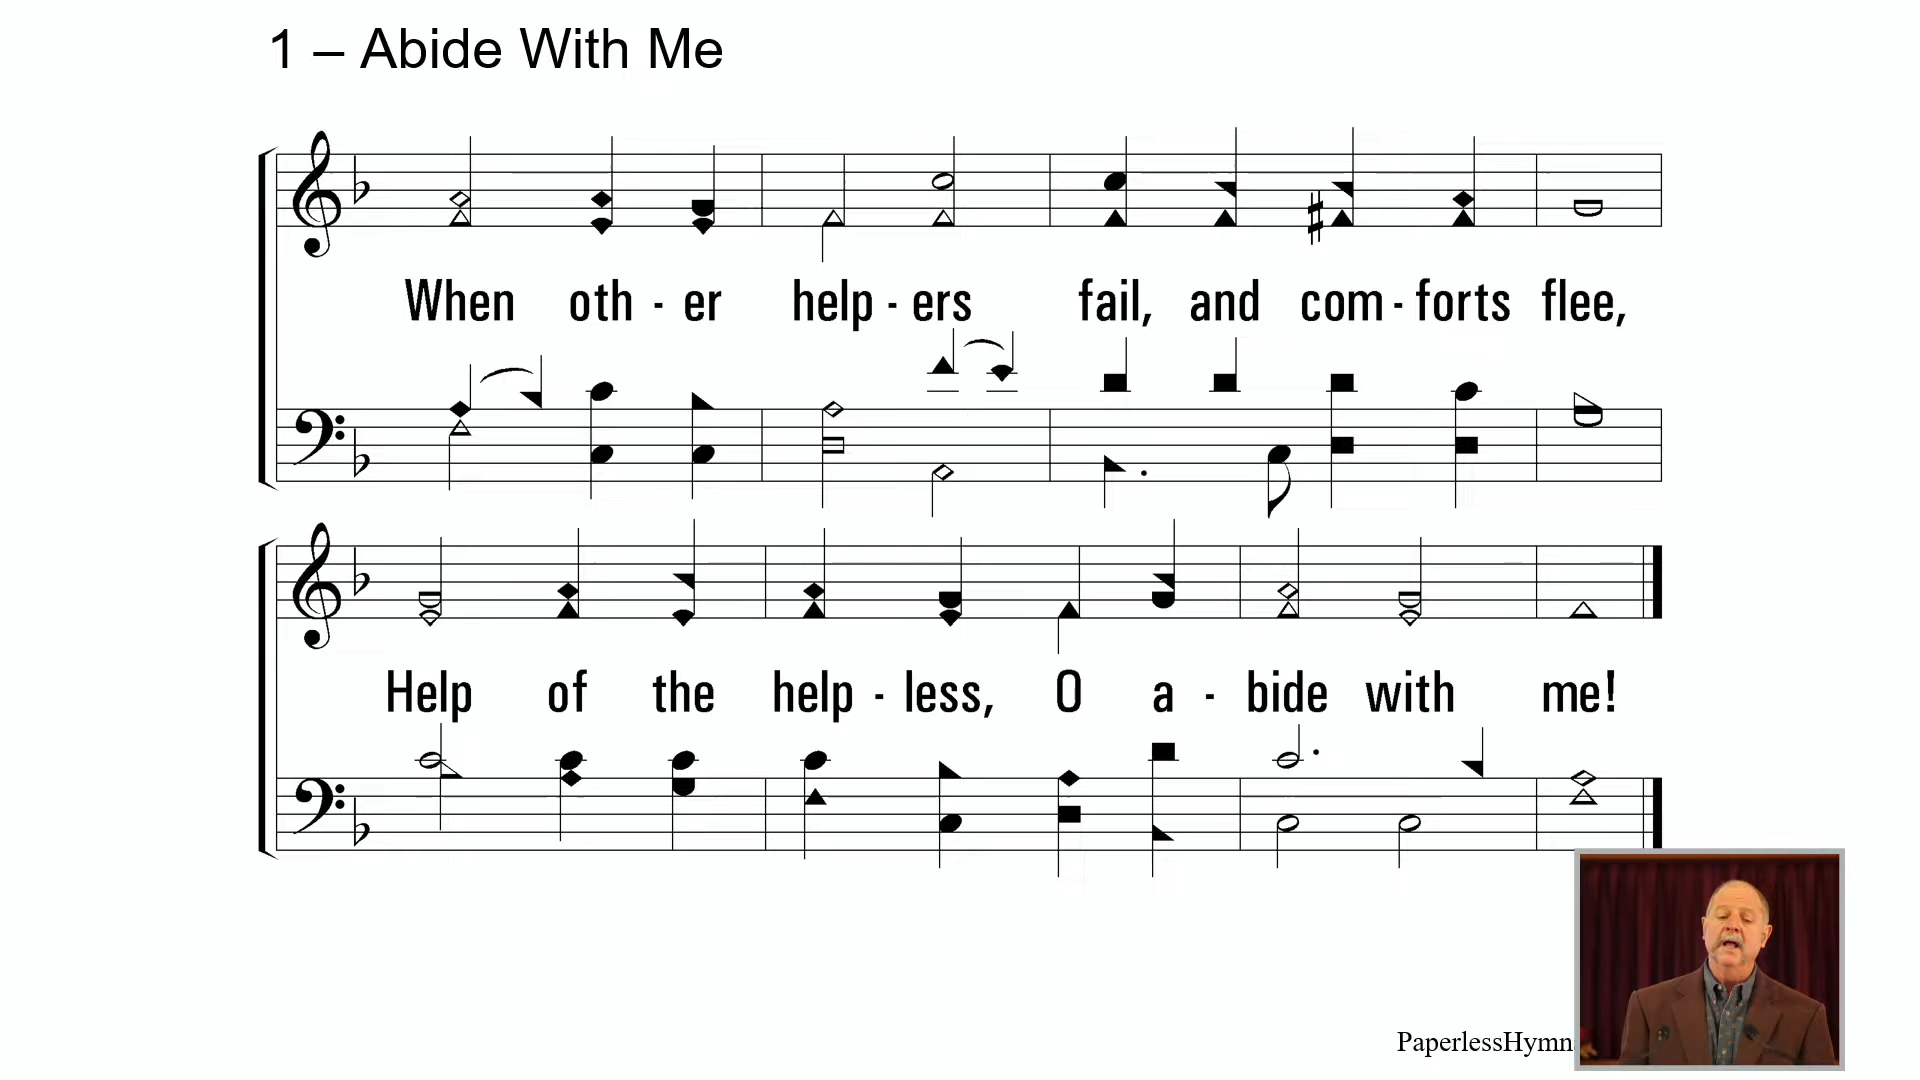 1 – Abide With Me
When oth - er help - ers fail, and com - forts flee,
Help of the help - less, O a - bide with me!
PaperlessHymn